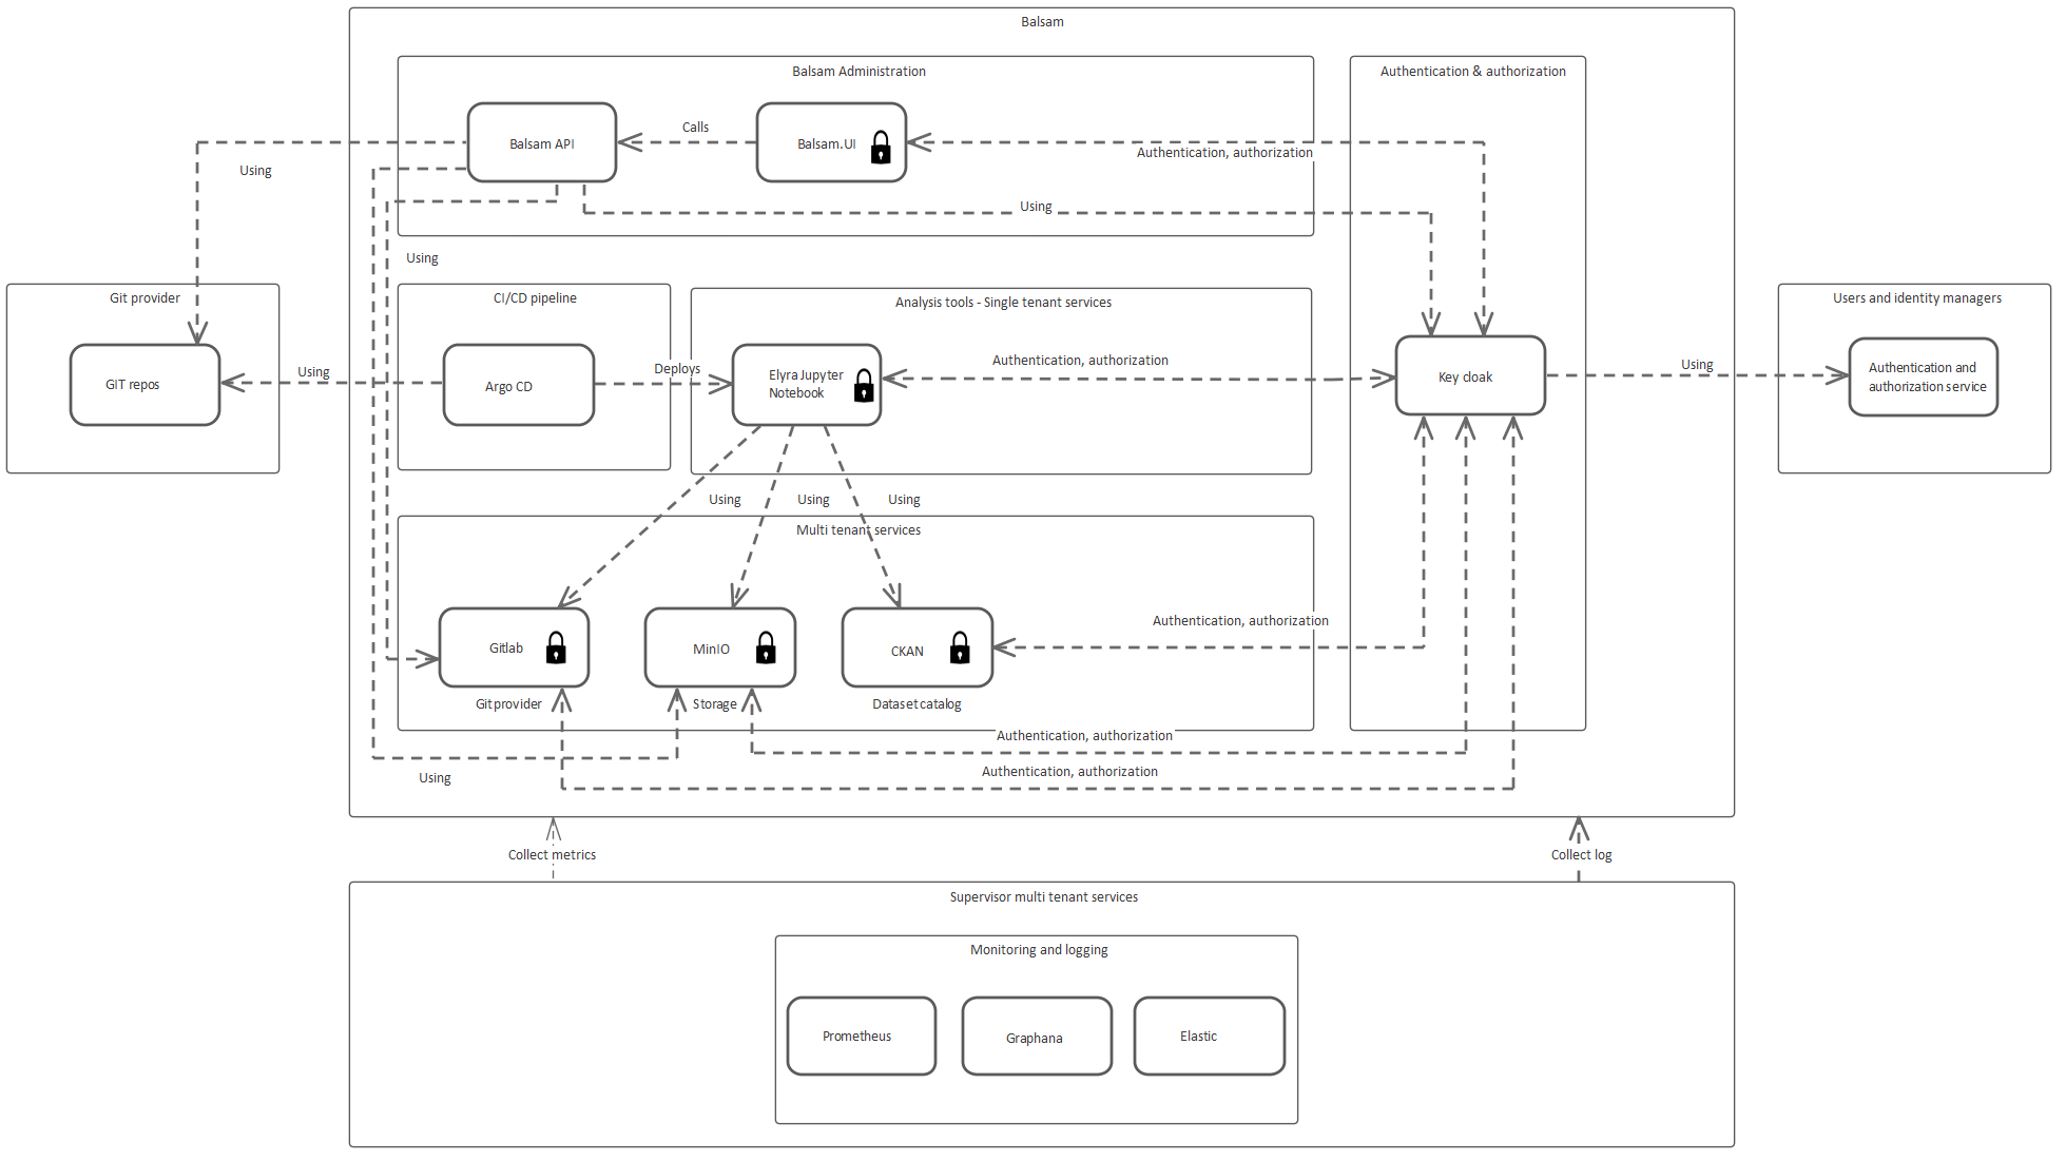 Balsam
Balsam Administration
Authentication & authorization
Balsam API
Calls
Balsam.UI
Authentication, authorization
Using
Using
Using
Git provider
CI/CD pipeline
Analysis tools - Single tenant services
Users and identity managers
GIT repos
Using
Argo CD
Deploys
Elyra Jupyter
Notebook
Authentication, authorization
Key cloak
Using
Authentication and
authorization service
Using
Using
Using
Multi tenant services
Gitlab
MinIO
CKAN
Authentication, authorization
Git provider
Storage
Dataset catalog
Authentication, authorization
Using
Authentication, authorization
Collect metrics
Collect log
Supervisor multi tenant services
Monitoring and logging
Prometheus
Graphana
Elastic